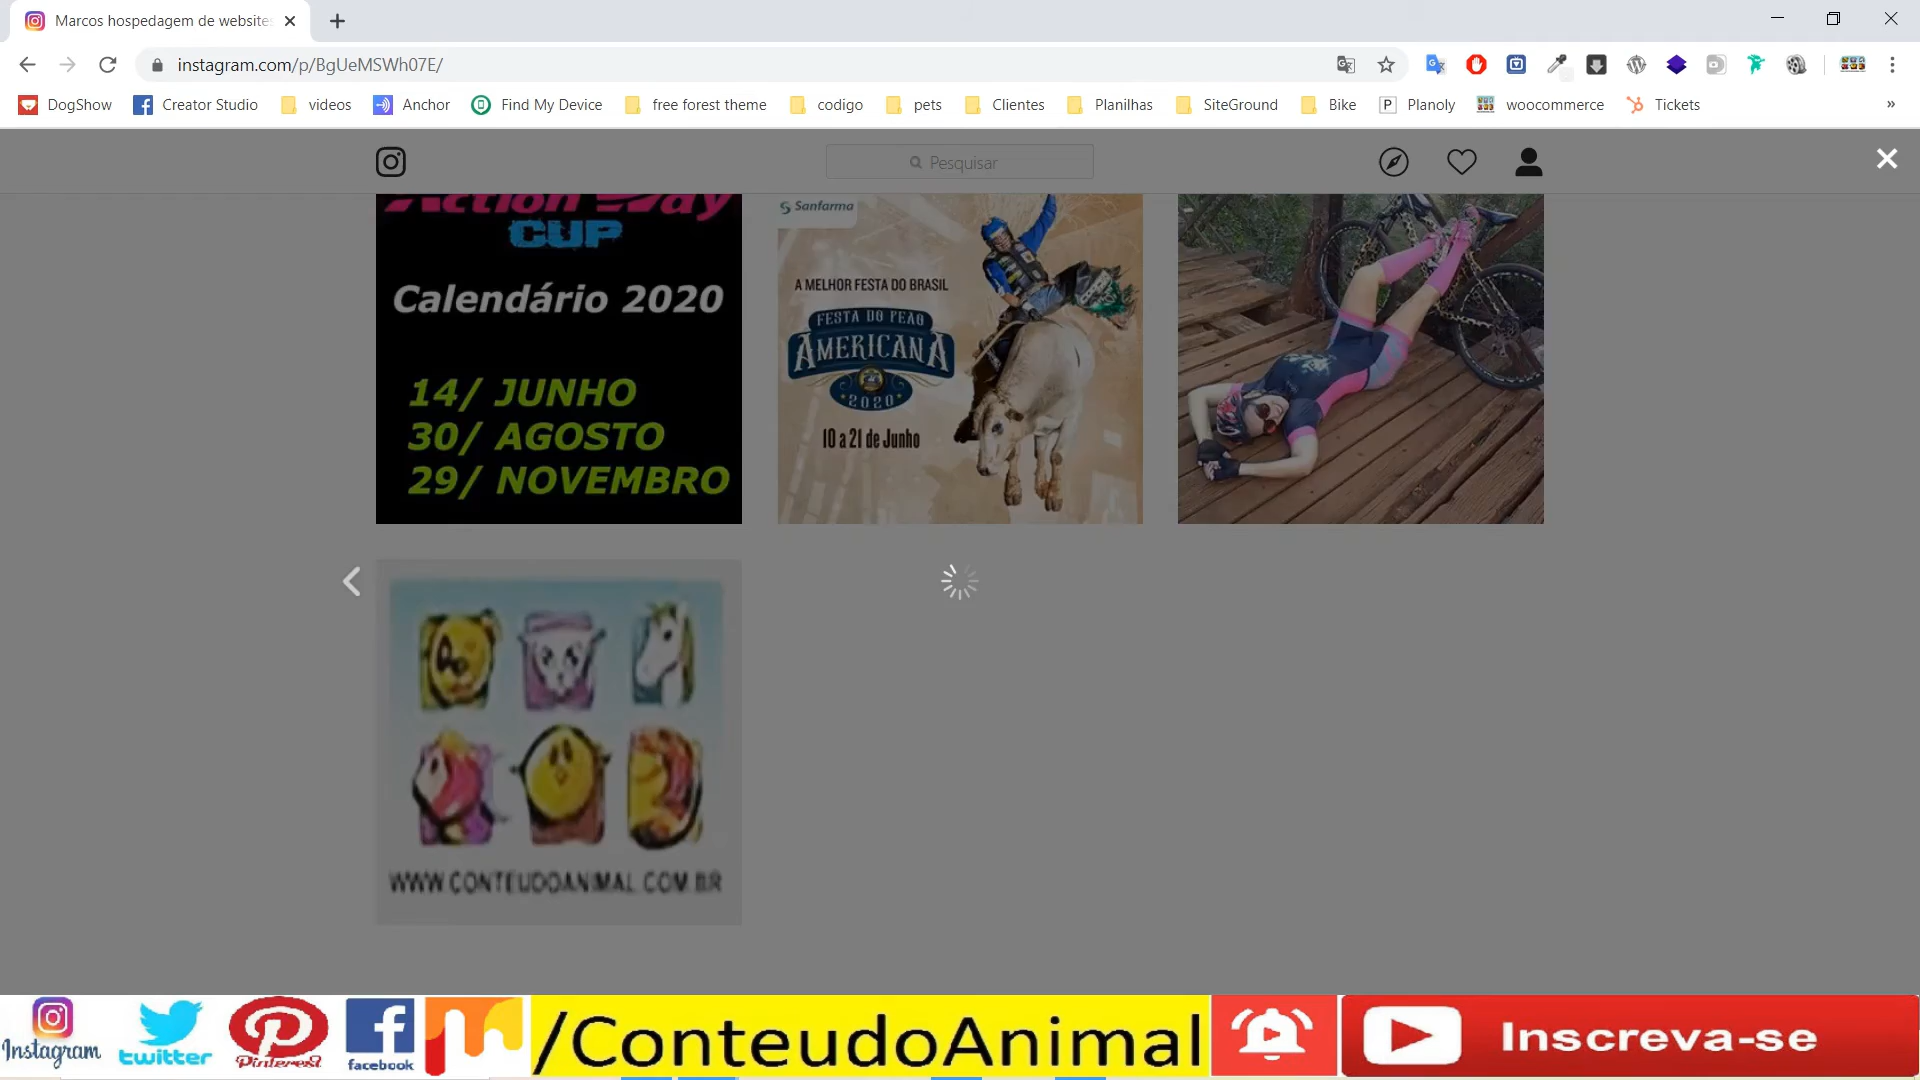 Marcos hospedagem de websites
instagram.com/p/BgUeMSWh07E/
DogShow Creator Studio videos Anchor Find My Device free forest theme codigo pets Clientes Planilhas SiteGround Bike P Planoly woocommerce Tickets »
Pesquisar
Action Way
CUP
Calendário 2020
14/ JUNHO
30/ AGOSTO
29/ NOVEMBRO
Sanfarma
A MELHOR FESTA DO BRASIL
FESTA DO PEÃO
AMERICANA
2020
10 a 21 de Junho
WWW.CONTEUDOANIMAL.COM.BR
Instagram twitter Pinterest facebook /ConteudoAnimal Inscreva-se